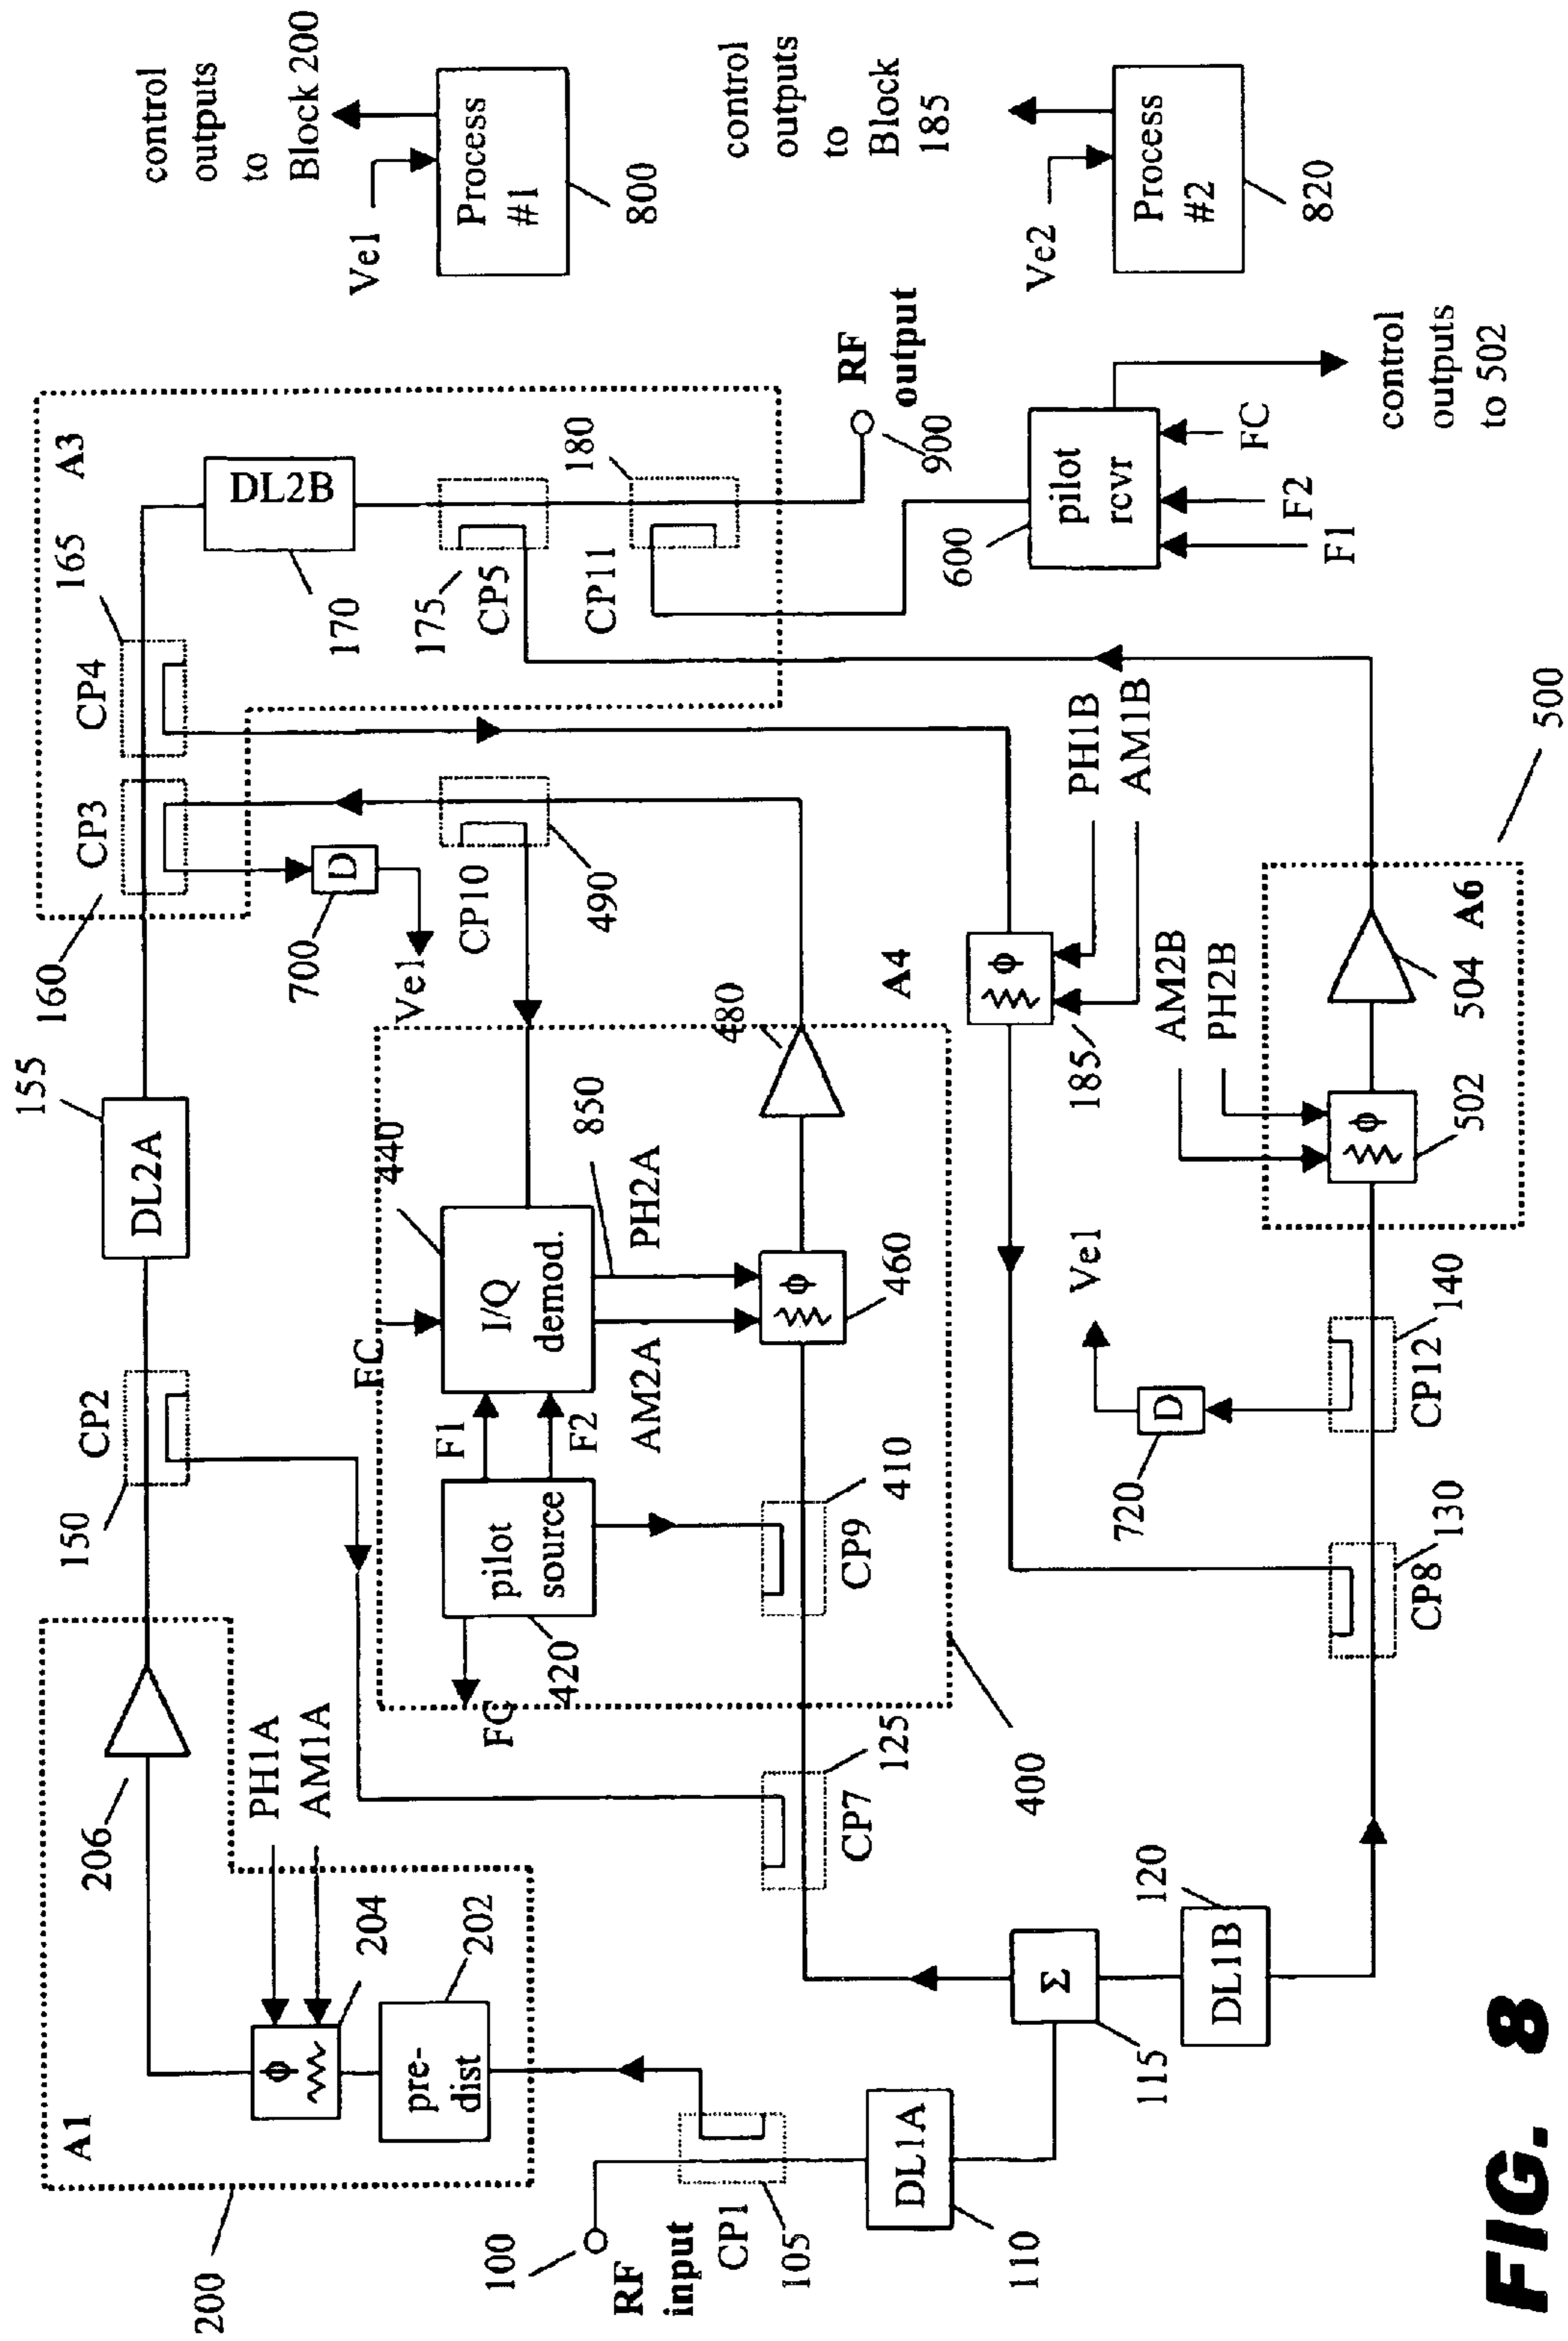 control
outputs
to
Block 200
Ve1
Process
#1
800
control
outputs
to
Block
185
Ve2
Process
#2
820
A3
CP4
165
DL2B
170
180
175
CP5
CP11
RF
output
900
600
pilot
rcvr
F1
F2
FC
control
outputs
to 502
CP3
160
700
D
Ve1
CP10
490
155
DL2A
A4
480
440
850
I/Q
demod.
FC
F1
F2
AM2A
PH2A
ϕ
460
pilot
source
420
FC
CP9
410
400
CP2
150
PH1B
AM1B
ϕ
185
500
A6
AM2B
PH2B
ϕ
504
502
Ve1
D
720
140
CP12
130
CP8
A1
206
PH1A
AM1A
ϕ
204
pre-
dist
202
200
125
CP7
100
RF
input
CP1
105
DL1A
110
Σ
115
120
DL1B
FIG. 8